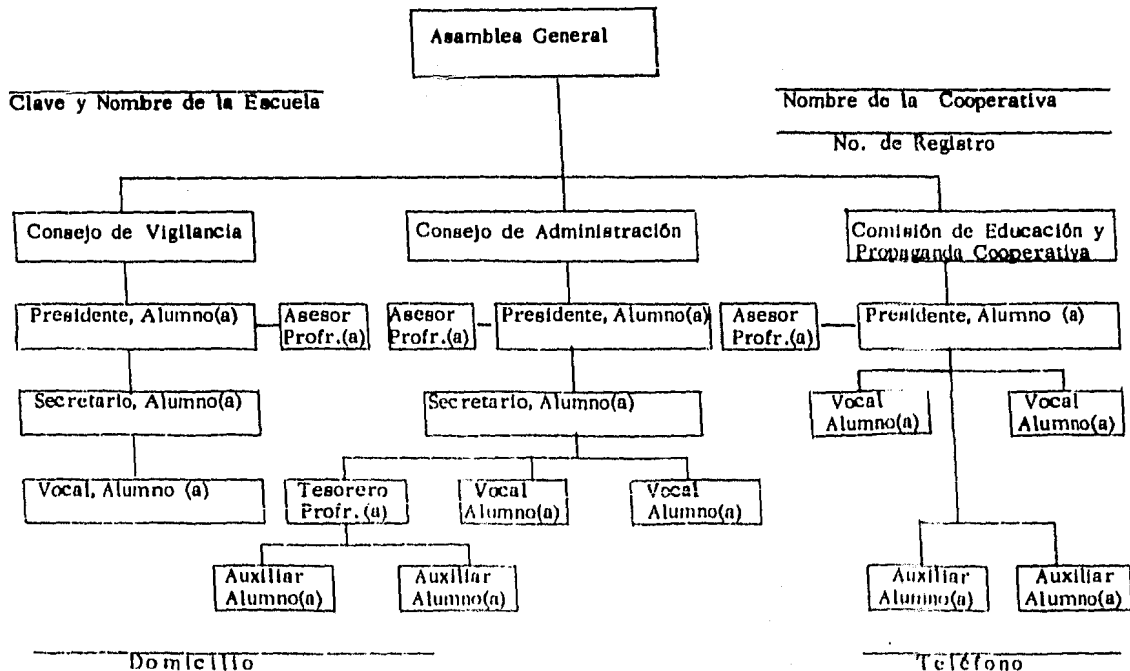 Asamblea General
Clave y Nombre de la Escuela
Nombre de la Cooperativa
No. de Registro
Consejo de Vigilancia
Consejo de Administración
Comisión de Educación y
Propaganda Cooperativa
Presidente, Alumno(a)
Asesor
Profr.(a)
Asesor
Profr.(a)
Presidente, Alumno(a)
Asesor
Profr.(a)
Presidente, Alumno (a)
Secretario, Alumno(a)
Secretario, Alumno(a)
Vocal
Alumno(a)
Vocal
Alumno(a)
Vocal, Alumno (a)
Tesorero
Profr.(a)
Vocal
Alumno(a)
Vocal
Alumno(a)
Auxiliar
Alumno(a)
Auxiliar
Alumno(a)
Auxiliar
Alumno(a)
Auxiliar
Alumno(a)
Domicilio
Teléfono